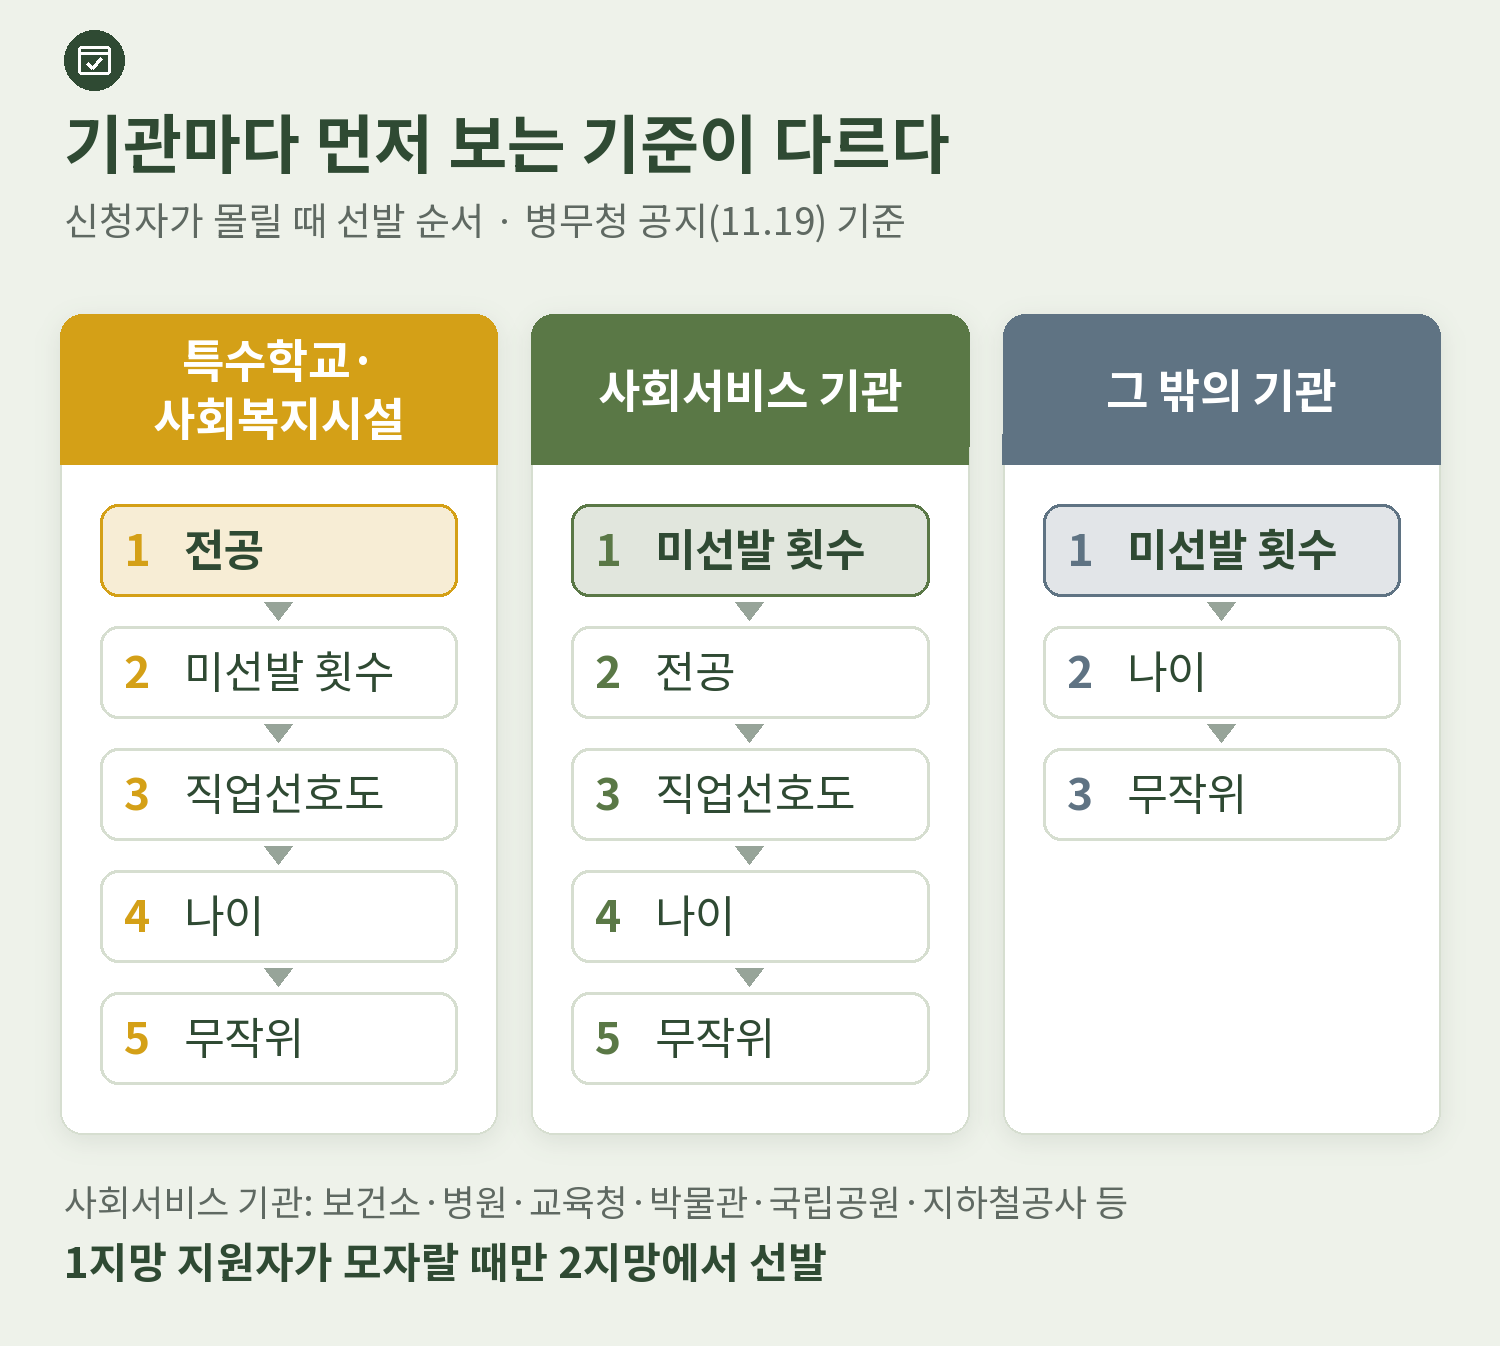 기관마다 먼저 보는 기준이 다르다
신청자가 몰릴 때 선발 순서 · 병무청 공지(11.19) 기준
특수학교·
사회복지시설
1 전공
2 미선발 횟수
3 직업선호도
4 나이
5 무작위
사회서비스 기관
1 미선발 횟수
2 전공
3 직업선호도
4 나이
5 무작위
그 밖의 기관
1 미선발 횟수
2 나이
3 무작위
사회서비스 기관: 보건소·병원·교육청·박물관·국립공원·지하철공사 등
1지망 지원자가 모자랄 때만 2지망에서 선발